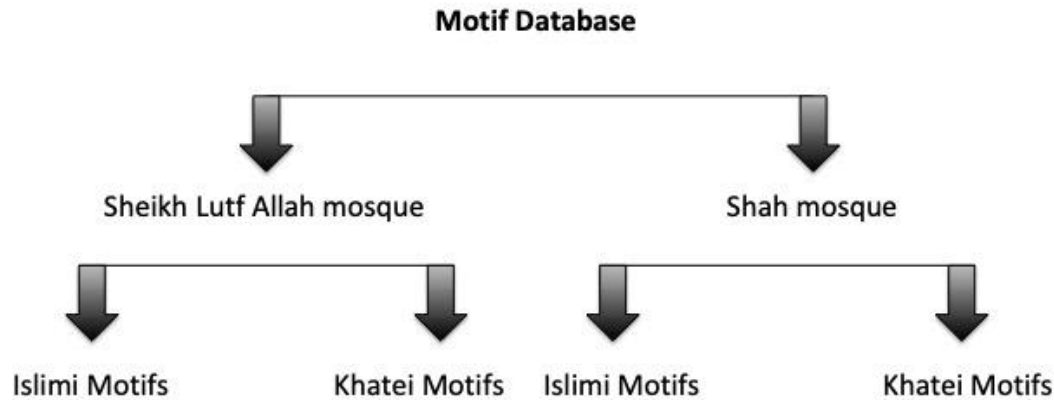 Motif Database
Sheikh Lutf Allah mosque
Shah mosque
Islimi Motifs
Khatei Motifs
Islimi Motifs
Khatei Motifs